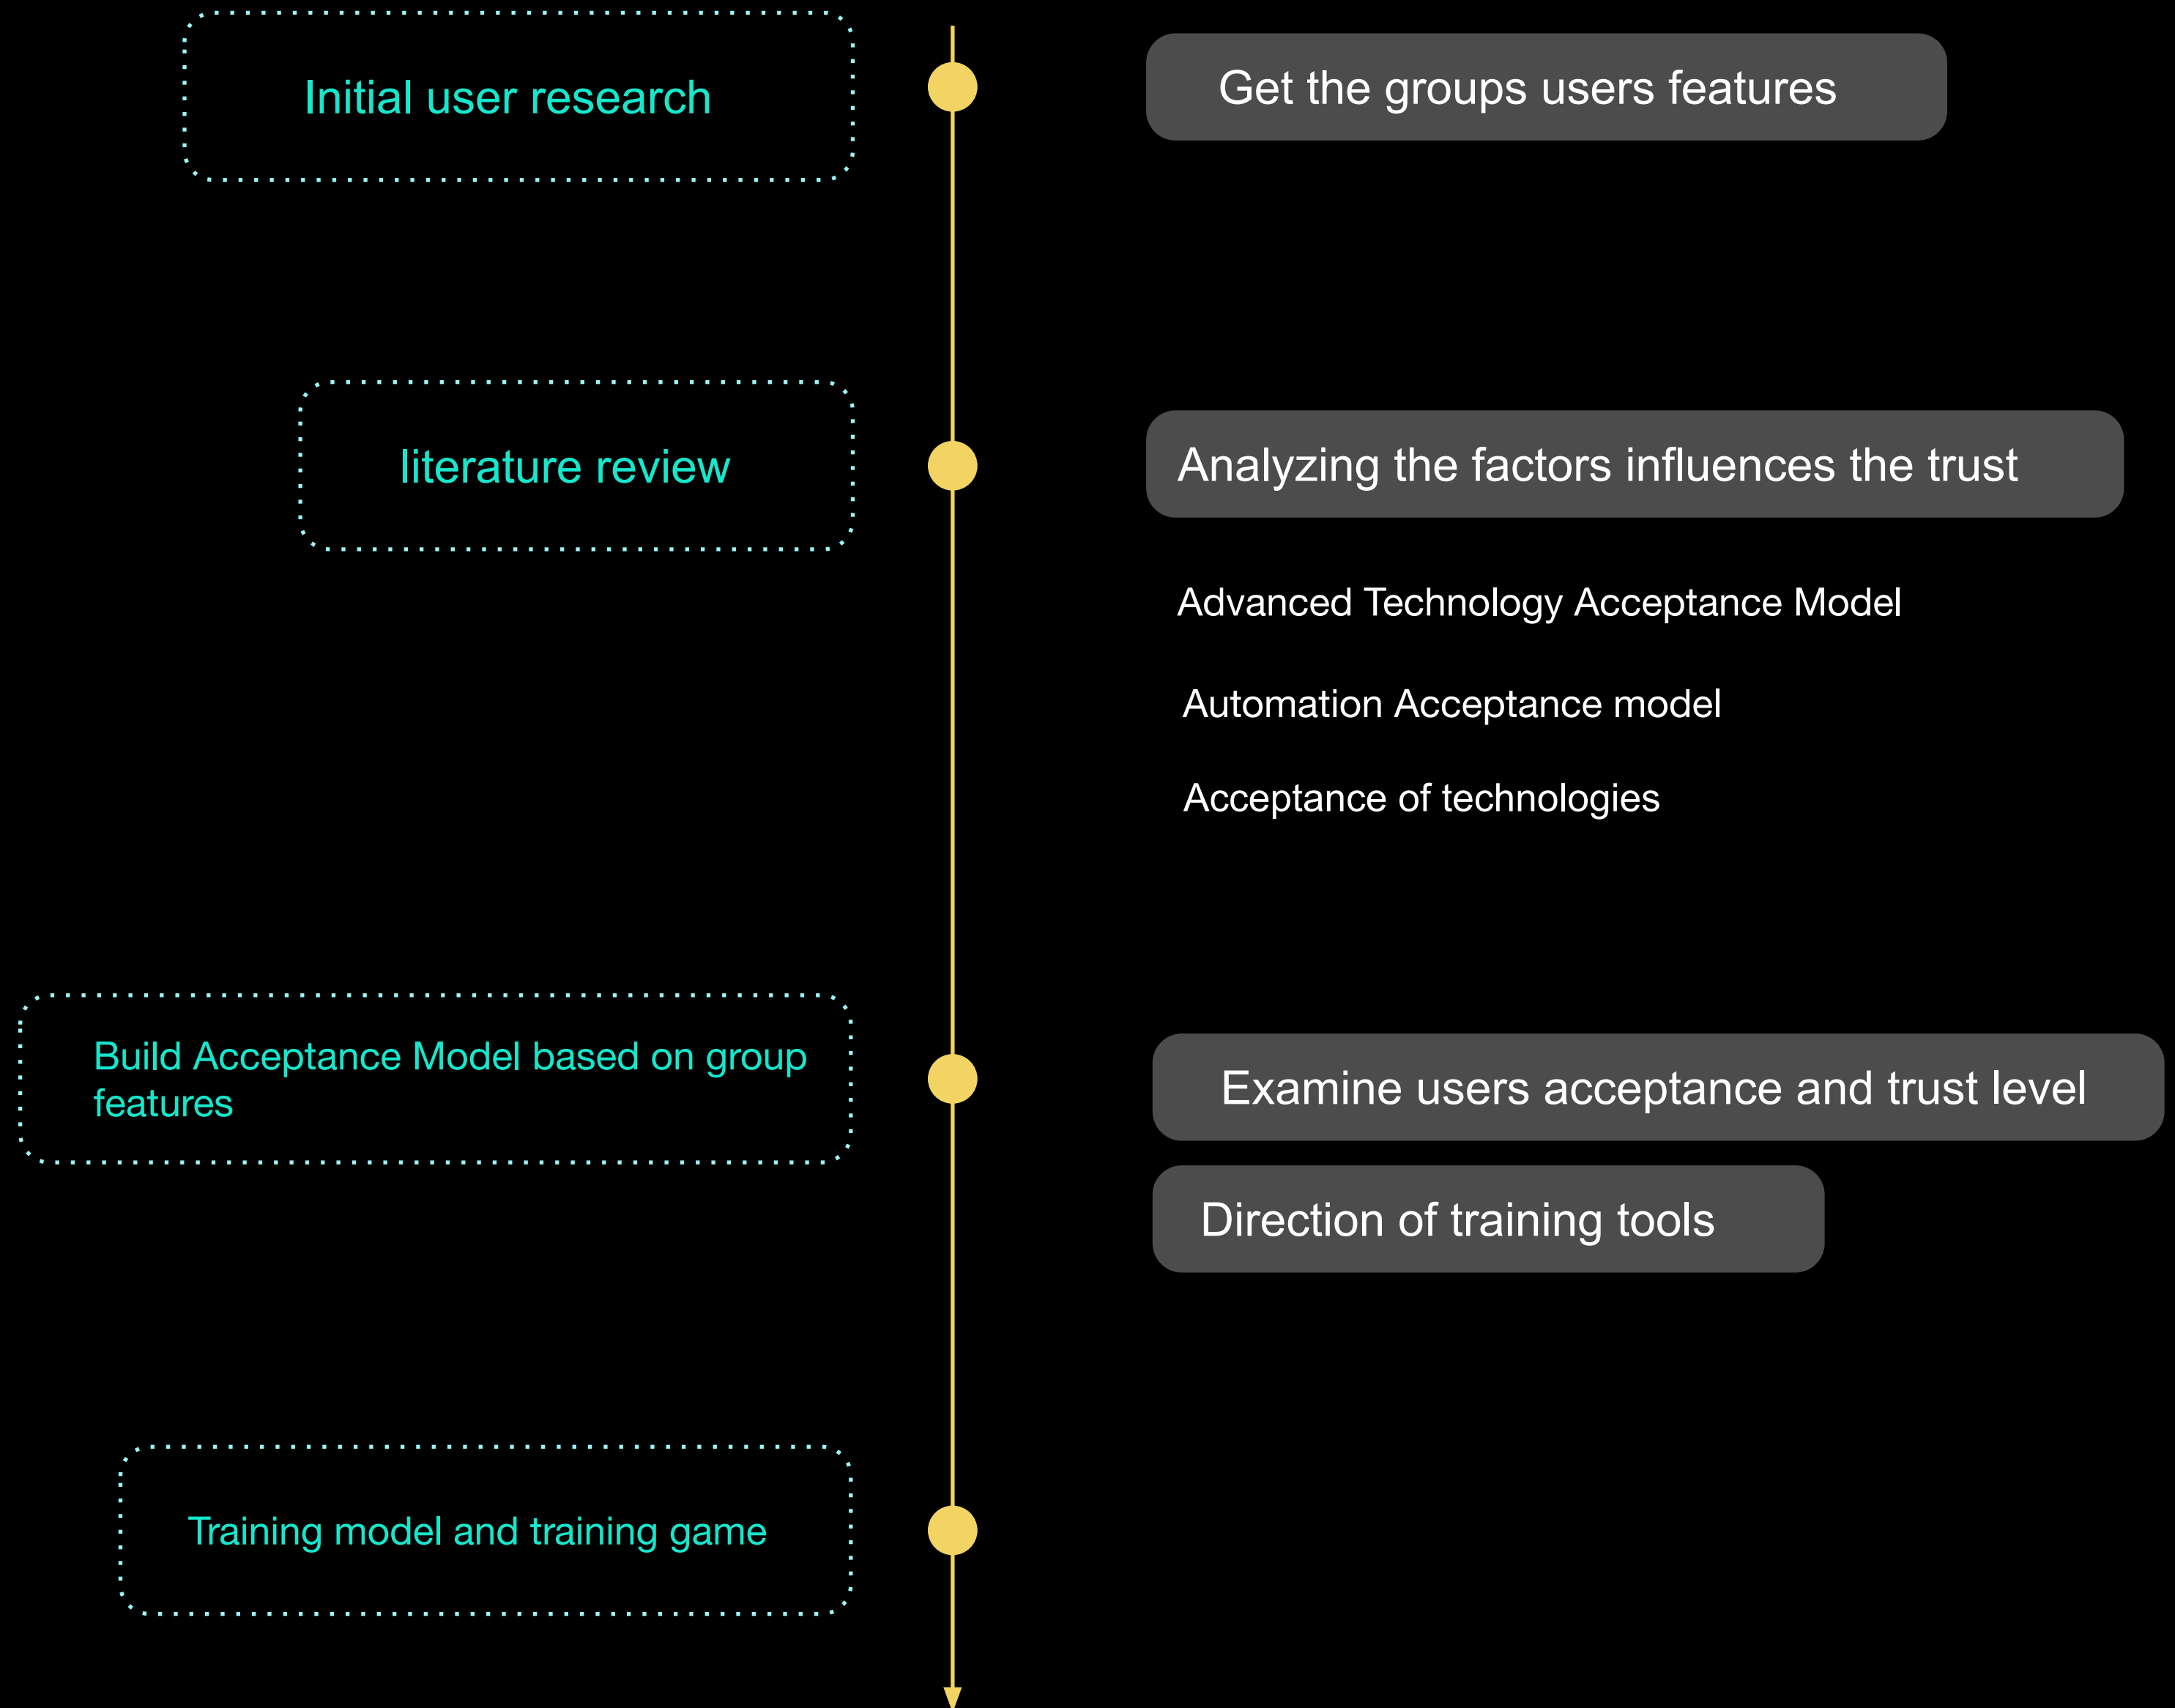 Initial user research
Get the groups users features
literature review
Analyzing the factors influences the trust
Advanced Technology Acceptance Model
Automation Acceptance model
Acceptance of technologies
Build Acceptance Model based on group
features
Examine users acceptance and trust level
Direction of training tools
Training model and training game